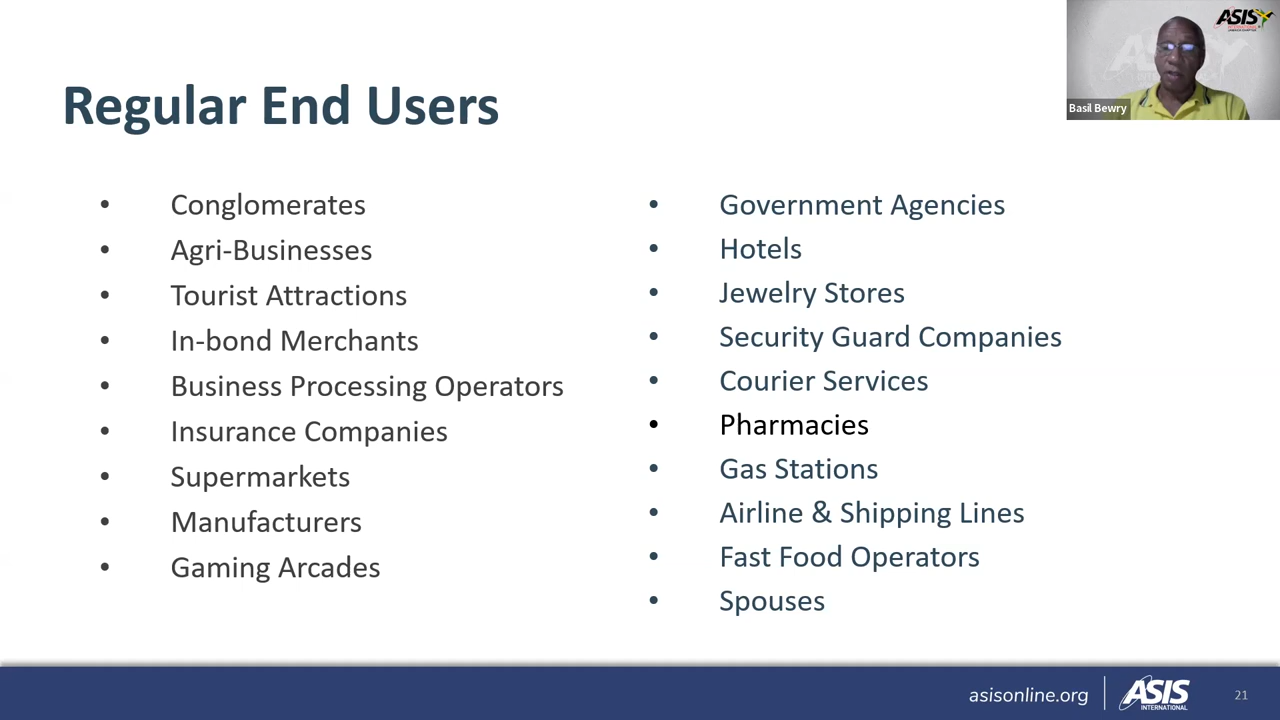 ASIS
INTERNATIONAL
Basil Bewry
Regular End Users
• Conglomerates
• Agri-Businesses
• Tourist Attractions
• In-bond Merchants
• Business Processing Operators
• Insurance Companies
• Supermarkets
• Manufacturers
• Gaming Arcades
• Government Agencies
• Hotels
• Jewelry Stores
• Security Guard Companies
• Courier Services
• Pharmacies
• Gas Stations
• Airline & Shipping Lines
• Fast Food Operators
• Spouses
asisonline.org
ASIS
INTERNATIONAL
21